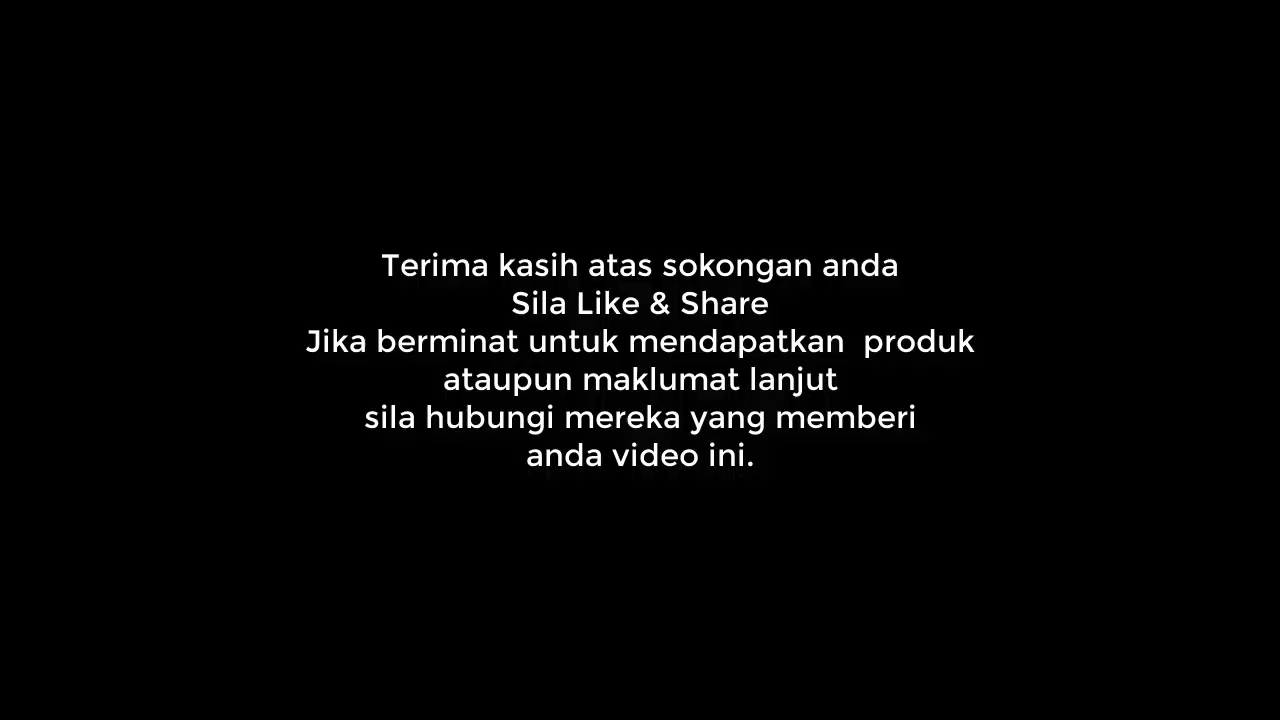 Terima kasih atas sokongan anda
Sila Like & Share
Jika berminat untuk mendapatkan  produk
ataupun maklumat lanjut
sila hubungi mereka yang memberi
anda video ini.